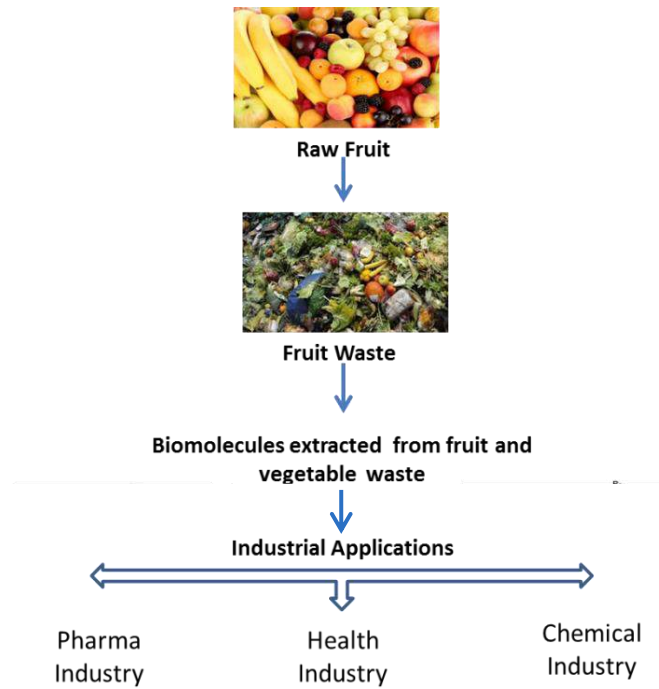 Raw Fruit
Fruit Waste
Biomolecules extracted from fruit and
vegetable waste
Industrial Applications
Pharma
Industry
Health
Industry
Chemical
Industry